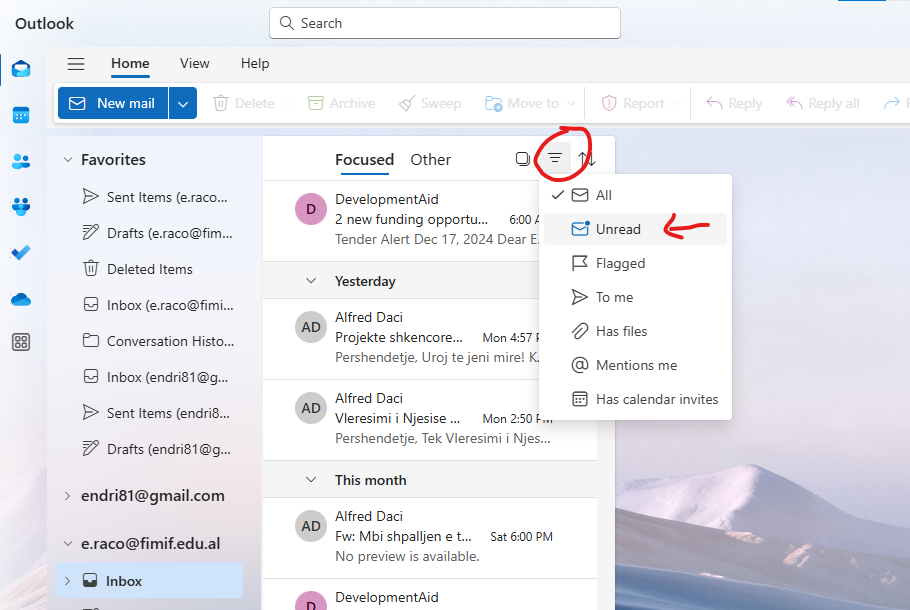 Outlook
Search
Home View Help
New mail Delete Archive Sweep Move to Report Reply Reply all
Favorites
Sent Items (e.raco...
Drafts (e.raco@fim...
Deleted Items
Inbox (e.raco@fimi...
Conversation Histo...
Inbox (endri81@g...
Sent Items (endri8...
Drafts (endri81@g...
endri81@gmail.com
e.raco@fimif.edu.al
Inbox
Focused Other
D
DevelopmentAid
2 new funding opportu... 6:00 A
Tender Alert Dec 17, 2024 Dear E
Yesterday
AD
Alfred Daci
Projekte shkencore... Mon 4:57 P
Pershendetje, Uroj te jeni mire! K
AD
Alfred Daci
Vleresimi i Njesise ... Mon 2:50 PM
Pershendetje, Tek Vleresimi i Njes...
This month
AD
Alfred Daci
Fw: Mbi shpalljen e t... Sat 6:00 PM
No preview is available.
D
DevelopmentAid
All
Unread
Flagged
To me
Has files
Mentions me
Has calendar invites